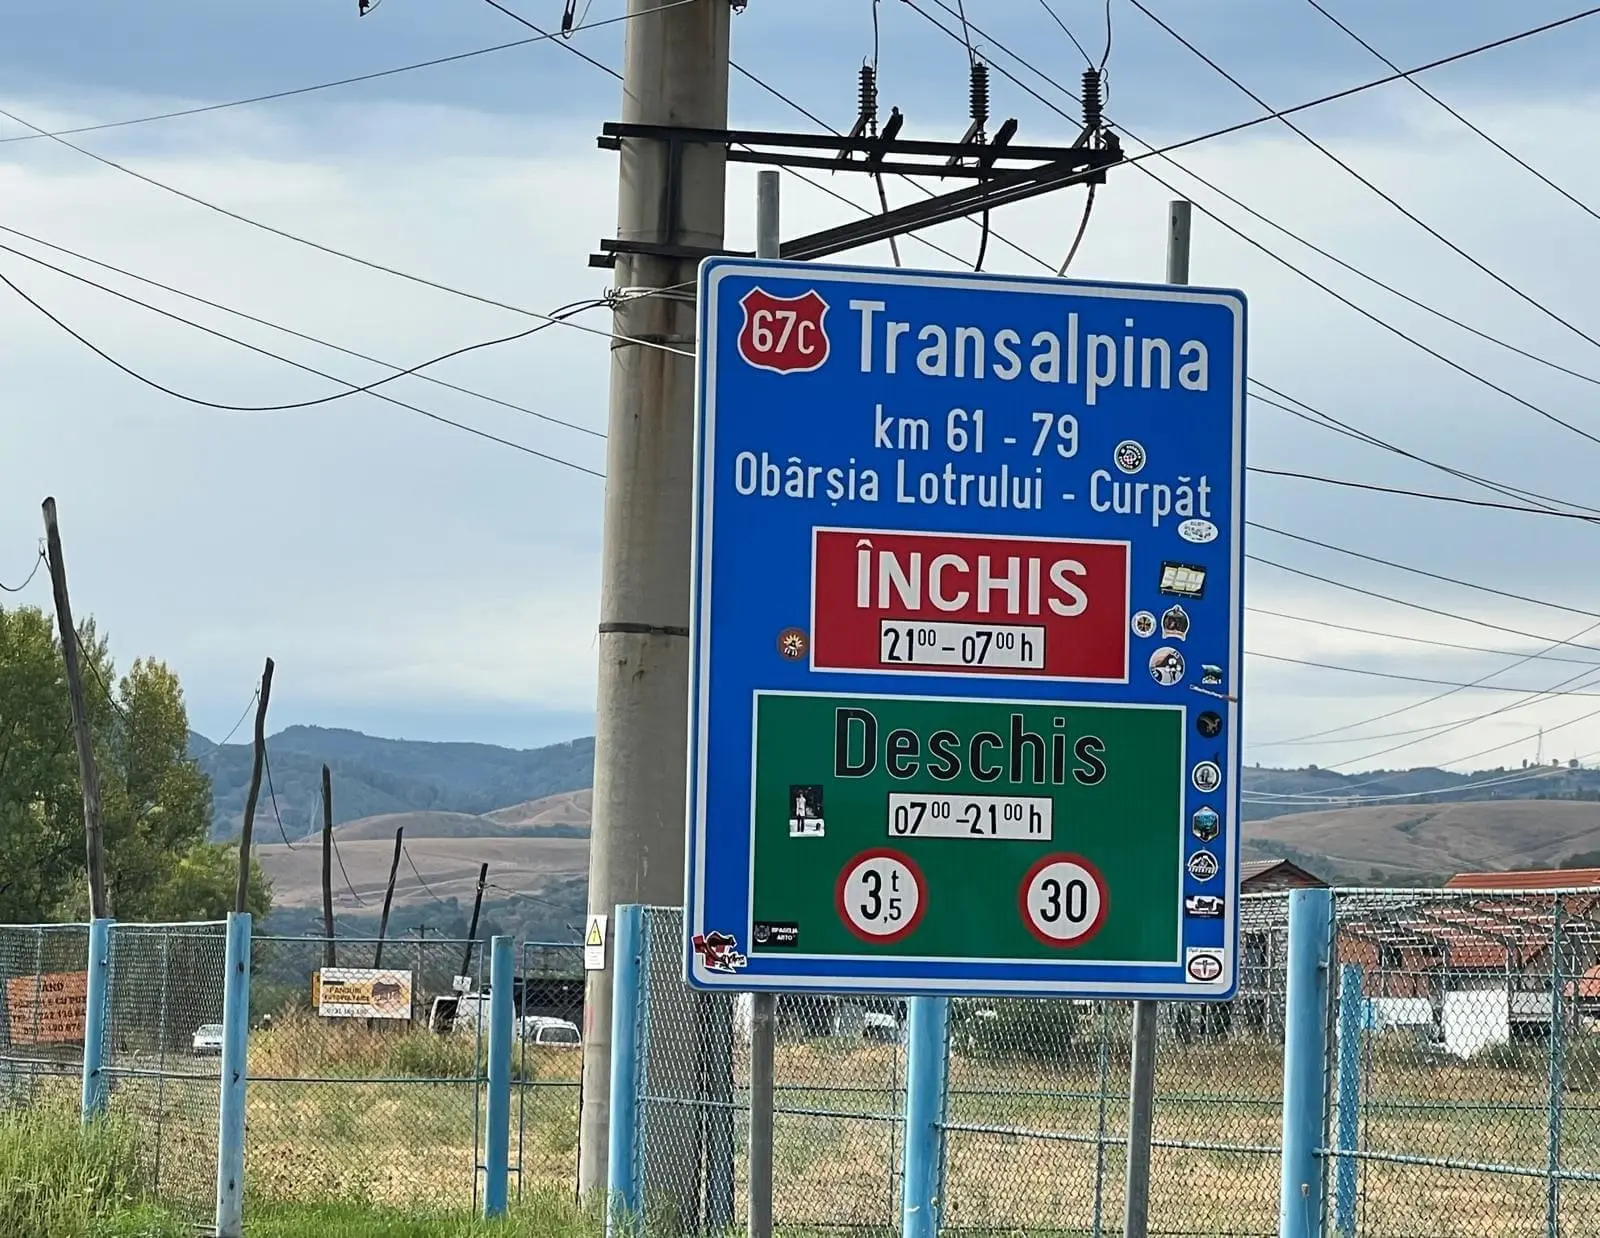 67C Transalpina
km 61 - 79
Obârșia Lotrului - Curpăt
ÎNCHIS
21⁰⁰ - 07⁰⁰ h
Deschis
07⁰⁰ - 21⁰⁰ h
3,5 t
30